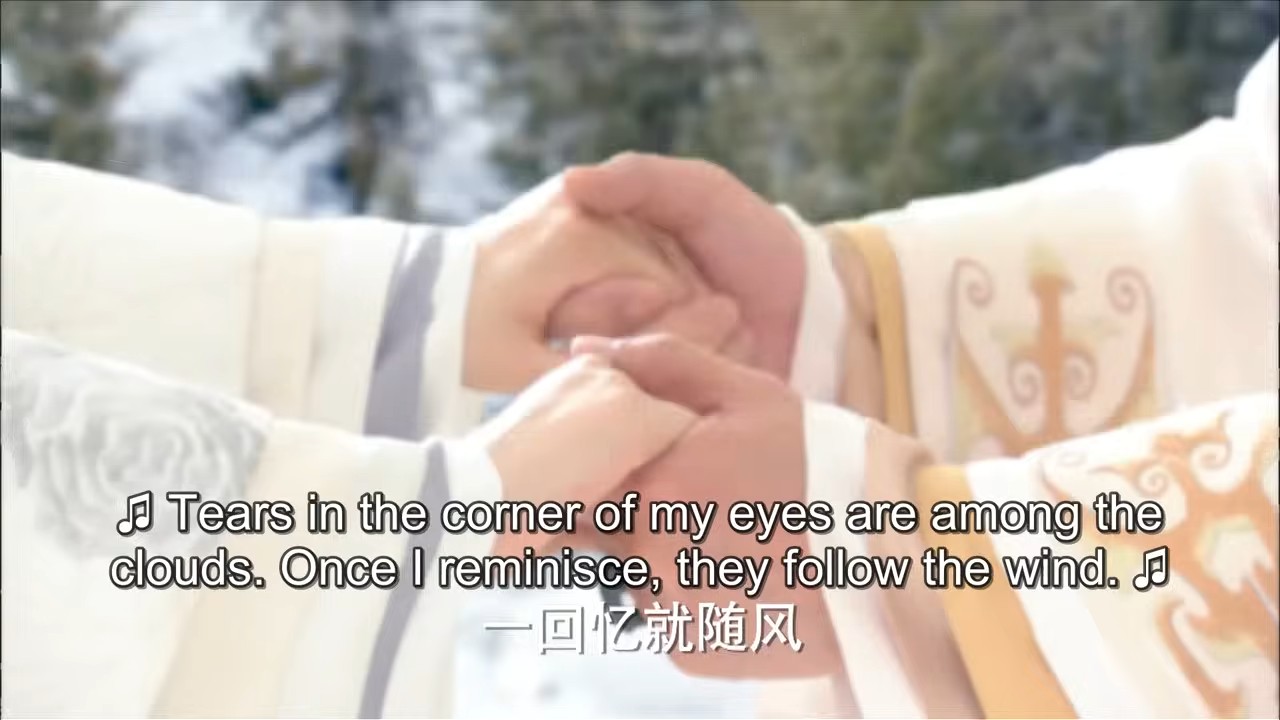 ♫ Tears in the corner of my eyes are among the
clouds. Once I reminisce, they follow the wind. ♫
一回忆就随风